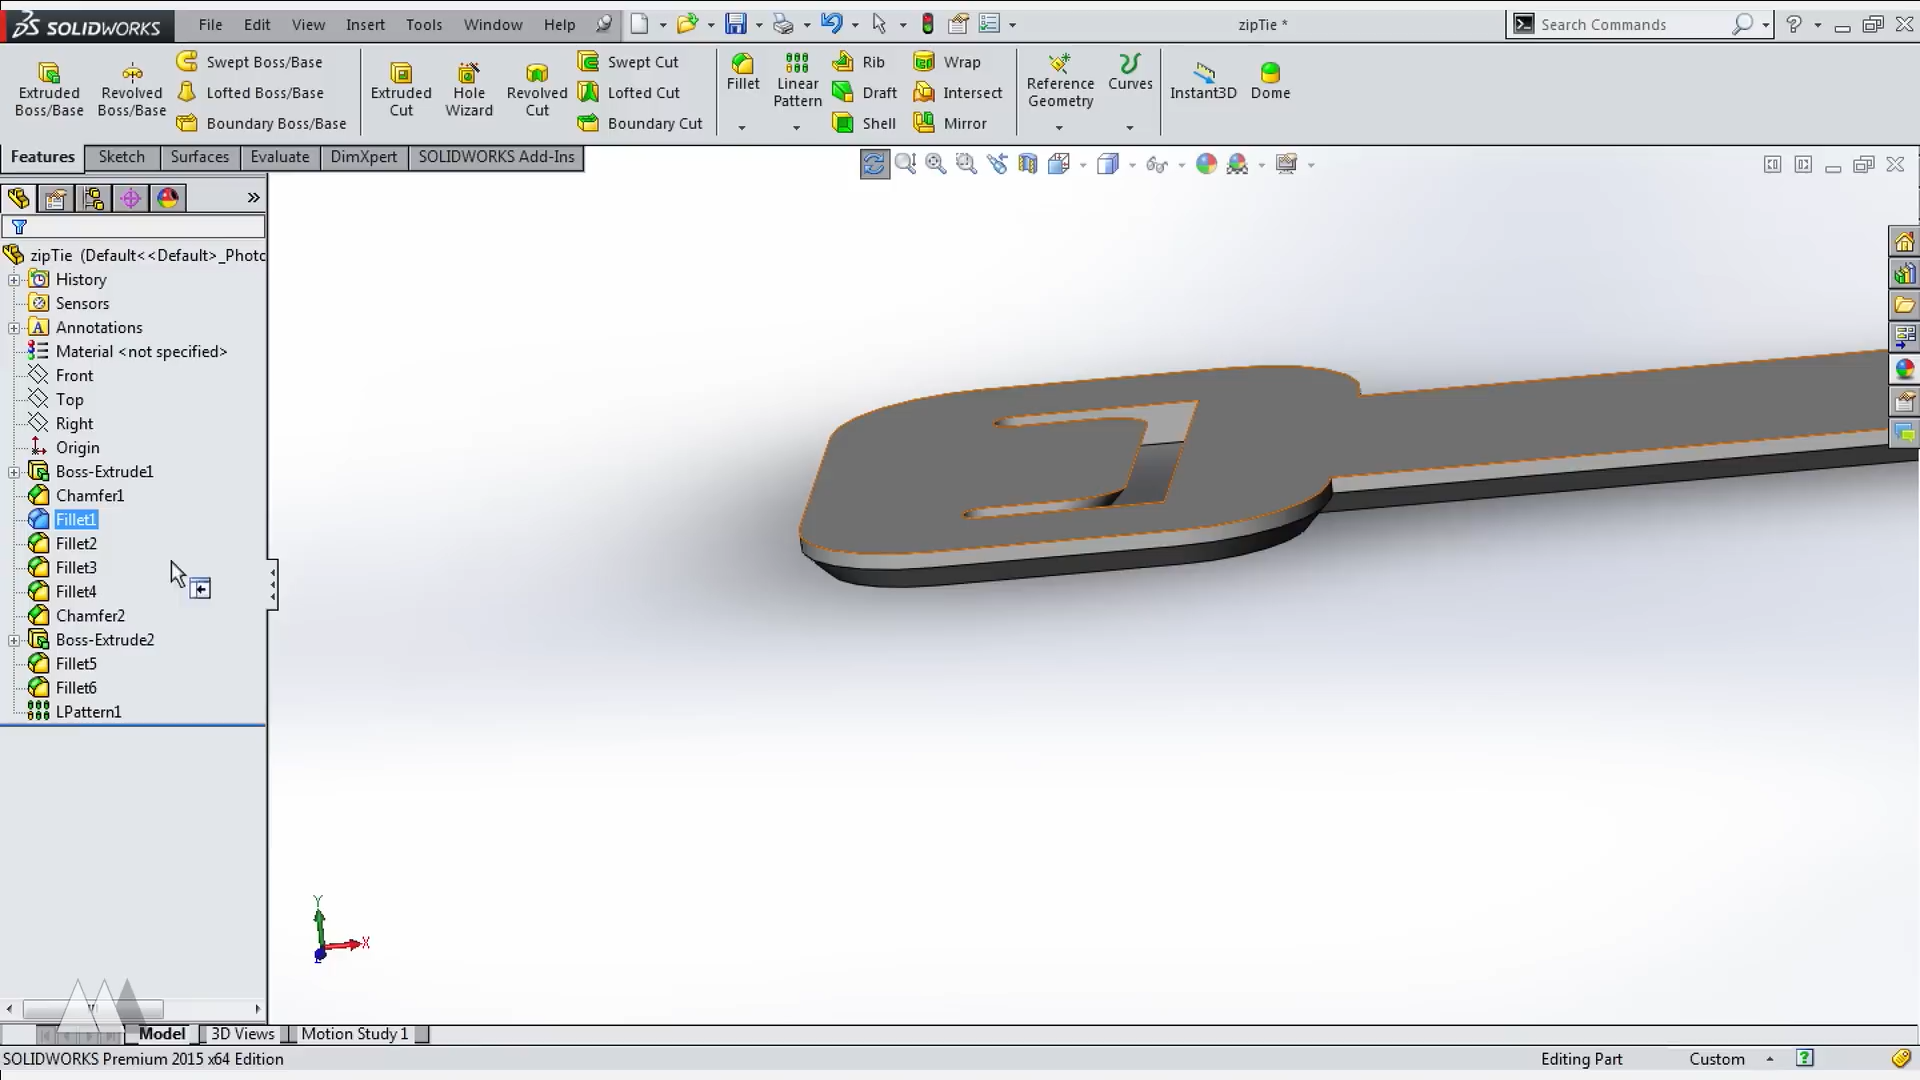 SOLIDWORKS File Edit View Insert Tools Window Help zipTie * Search Commands
Extruded Boss/Base
Revolved Boss/Base
Swept Boss/Base
Lofted Boss/Base
Boundary Boss/Base
Extruded Cut
Hole Wizard
Revolved Cut
Swept Cut
Lofted Cut
Boundary Cut
Fillet
Linear Pattern
Rib
Draft
Shell
Wrap
Intersect
Mirror
Reference Geometry
Curves
Instant3D
Dome
Features Sketch Surfaces Evaluate DimXpert SOLIDWORKS Add-Ins
zipTie (Default<<Default>_Photo
History
Sensors
Annotations
Material <not specified>
Front
Top
Right
Origin
Boss-Extrude1
Chamfer1
Fillet1
Fillet2
Fillet3
Fillet4
Chamfer2
Boss-Extrude2
Fillet5
Fillet6
LPattern1
Y
X
Model 3D Views Motion Study 1
SOLIDWORKS Premium 2015 x64 Edition Editing Part Custom